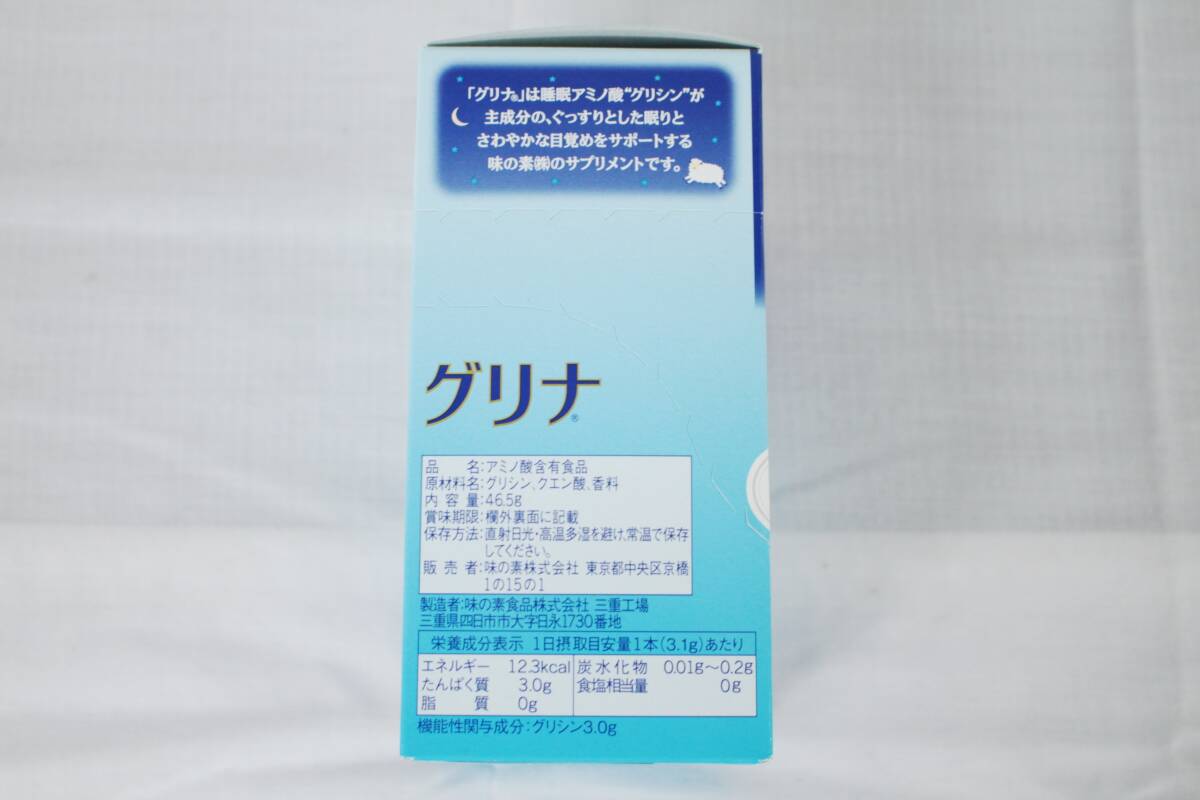 「グリナ®」は睡眠アミノ酸“グリシン”が
主成分の、ぐっすりとした眠りと
さわやかな目覚めをサポートする
味の素㈱のサプリメントです。
グリナ®
品　　名:アミノ酸含有食品
原材料名:グリシン、クエン酸、香料
内 容 量:46.5g
賞味期限:欄外裏面に記載
保存方法:直射日光・高温多湿を避け、常温で保存
してください。
販 売 者:味の素株式会社 東京都中央区京橋
1の15の1
製造者:味の素食品株式会社 三重工場
三重県四日市市大字日永1730番地
栄養成分表示 1日摂取目安量1本(3.1g)あたり
エネルギー 12.3kcal 炭水化物 0.01g〜0.2g
たんぱく質 3.0g 食塩相当量 0g
脂　　質 0g
機能性関与成分:グリシン3.0g